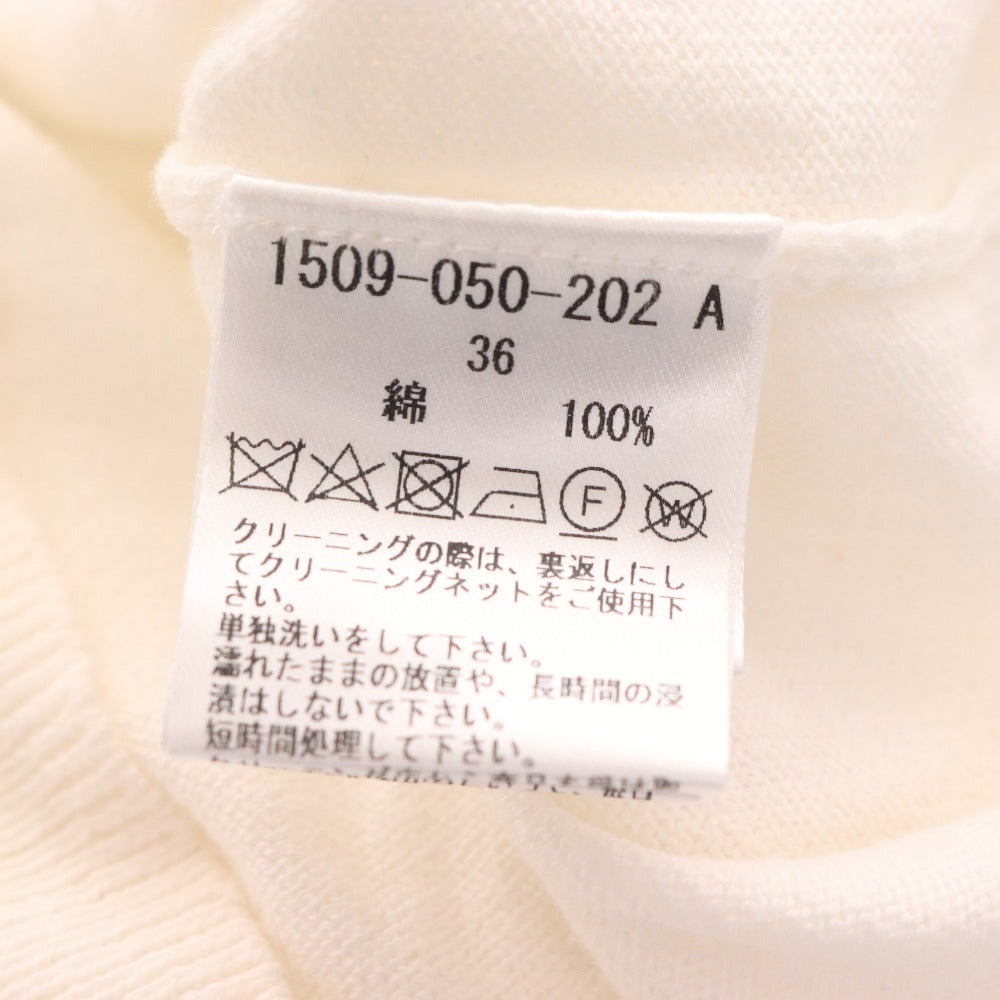 1509-050-202 A
36
綿 100%
F W
クリーニングの際は、裏返しにし
てクリーニングネットをご使用下
さい。
単独洗いをして下さい。
濡れたままの放置や、長時間の浸
漬はしないで下さい。
短時間処理して下さい。